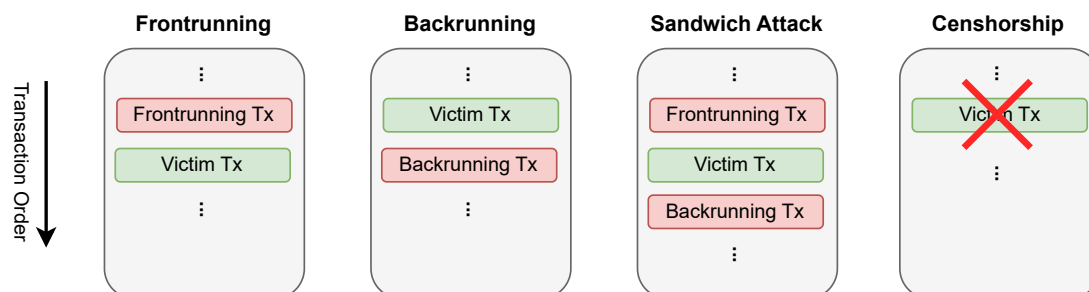 Frontrunning
Backrunning
Sandwich Attack
Censhorship
Transaction Order
Frontrunning Tx
Victim Tx
Victim Tx
Backrunning Tx
Frontrunning Tx
Victim Tx
Backrunning Tx
Victim Tx